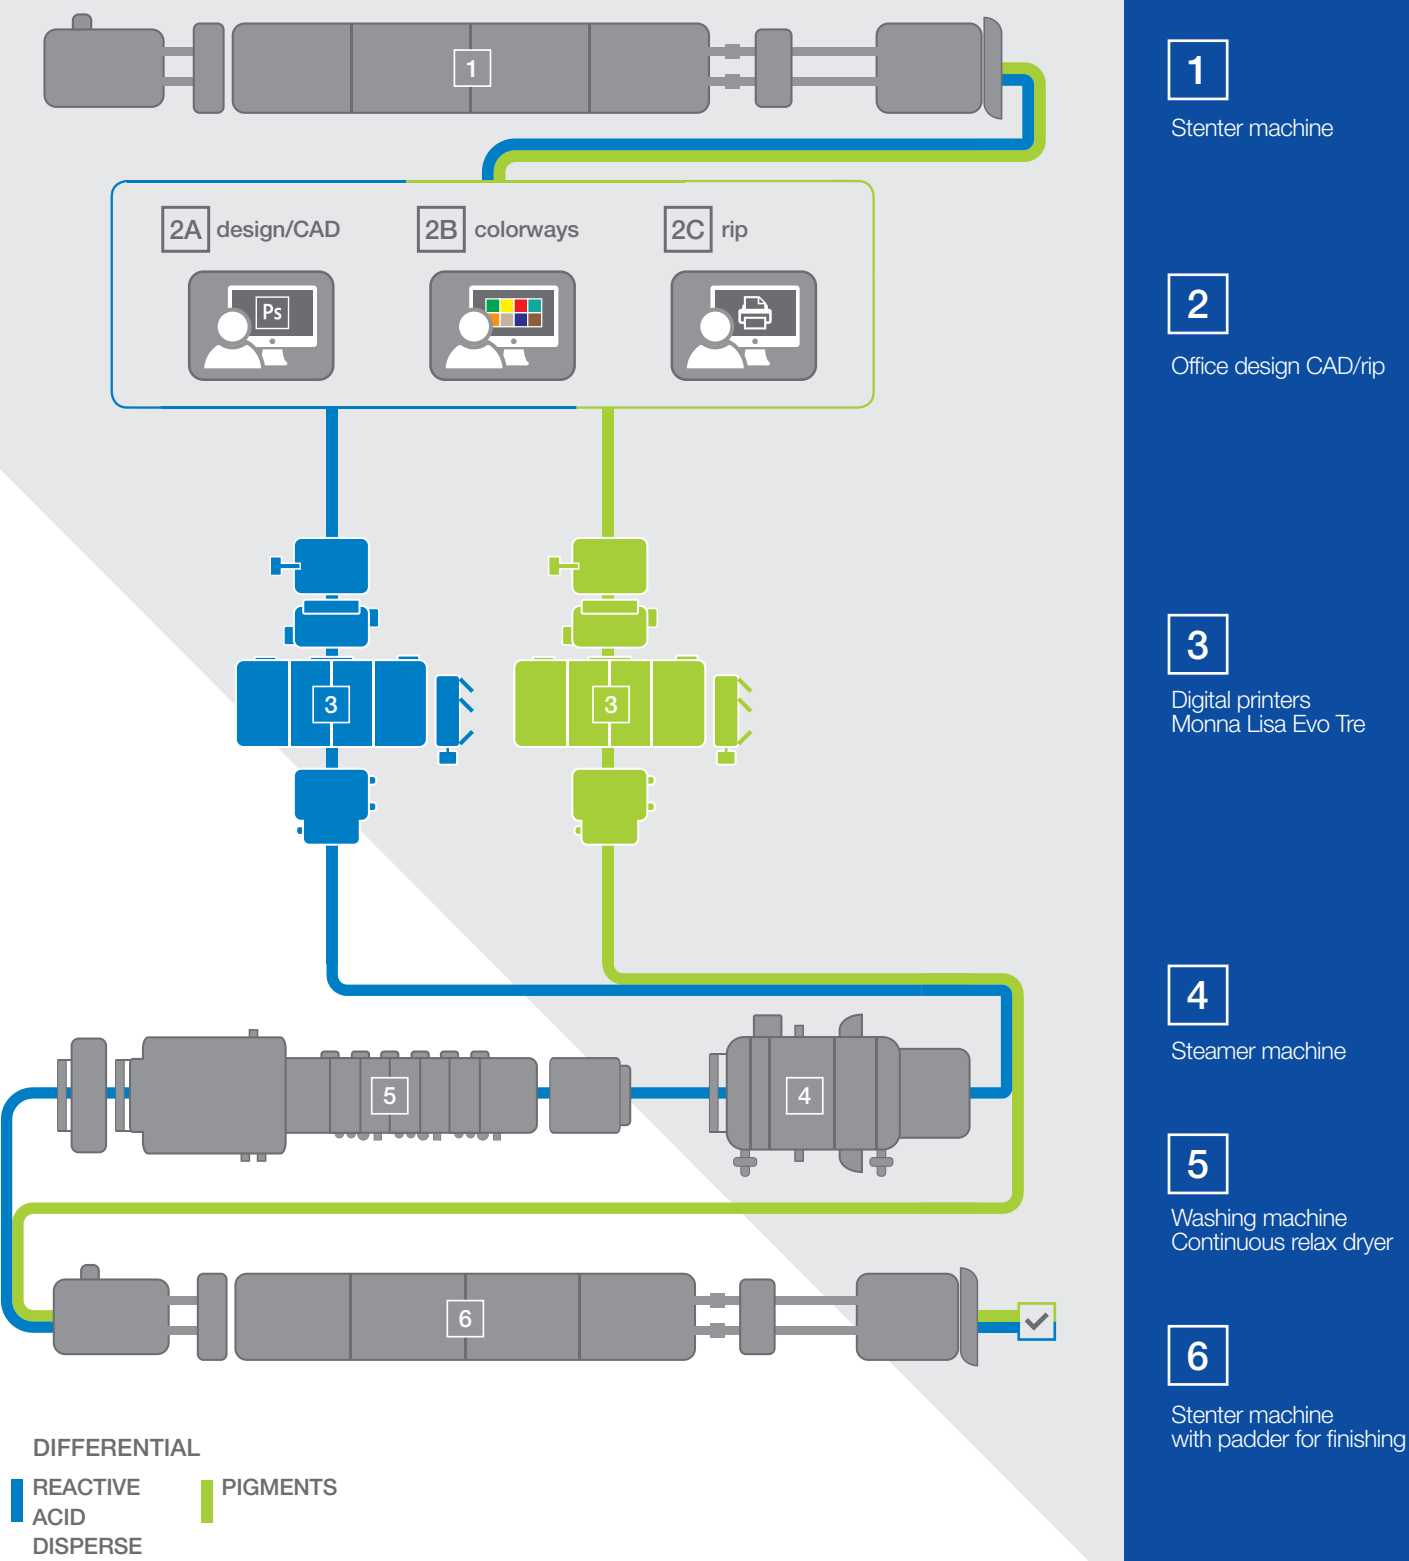 1
2A design/CAD
2B colorways
2C rip
Ps
3
3
5
4
6
DIFFERENTIAL
REACTIVE
ACID
DISPERSE
PIGMENTS
1
Stenter machine
2
Office design CAD/rip
3
Digital printers
Monna Lisa Evo Tre
4
Steamer machine
5
Washing machine
Continuous relax dryer
6
Stenter machine
with padder for finishing